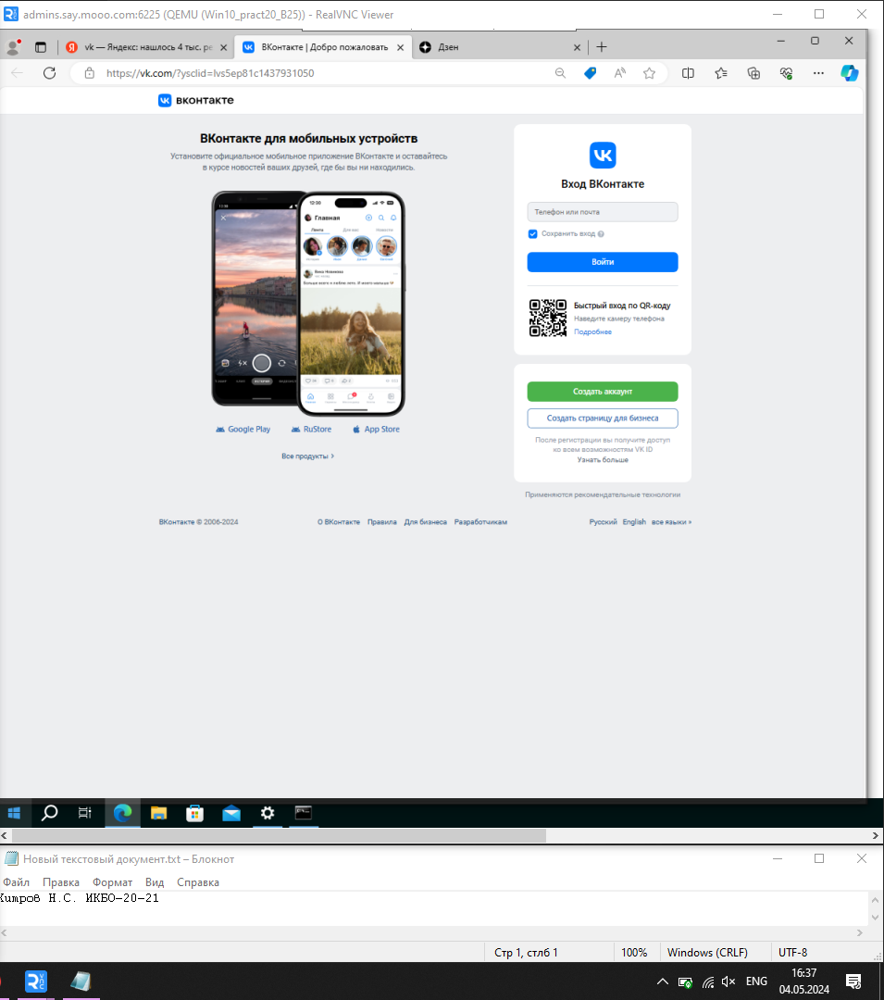 admins.say.mooo.com:6225 (QEMU (Win10_pract20_B25)) - RealVNC Viewer
vk — Яндекс: нашлось 4 тыс. ре
ВКонтакте | Добро пожаловать
Дзен
https://vk.com/?ysclid=lvs5ep81c1437931050
вконтакте
ВКонтакте для мобильных устройств
Установите официальное мобильное приложение ВКонтакте и оставайтесь
в курсе новостей ваших друзей, где бы вы ни находились.
12:30
Главная
Лента
Для вас
Новости
Вика Новикова
Google Play
RuStore
App Store
Все продукты
Вход ВКонтакте
Телефон или почта
Сохранить вход
Войти
Быстрый вход по QR-коду
Наведите камеру телефона
Подробнее
Создать аккаунт
Создать страницу для бизнеса
После регистрации вы получите доступ
ко всем возможностям VK ID
Узнать больше
Применяются рекомендательные технологии
ВКонтакте © 2006-2024
О ВКонтакте Правила Для бизнеса Разработчикам
Русский English все языки »
Новый текстовый документ.txt – Блокнот
Файл Правка Формат Вид Справка
Н.С. ИКБО-20-21
Стр 1, стлб 1
100%
Windows (CRLF)
UTF-8
ENG
16:37
04.05.2024